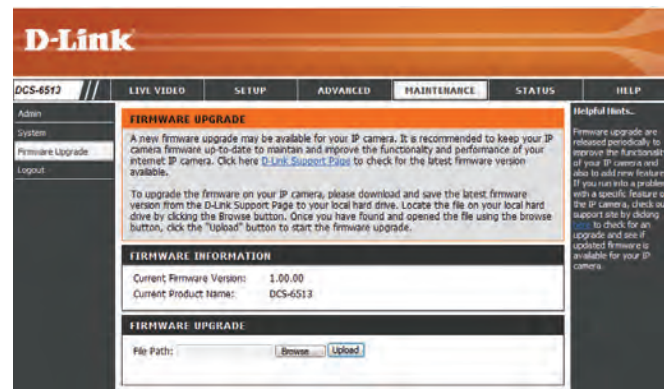 D-Link
DCS-6513
LIVE VIDEO
SETUP
ADVANCED
MAINTENANCE
STATUS
HELP
Admin
System
Firmware Upgrade
Logout
FIRMWARE UPGRADE
A new firmware upgrade may be available for your IP camera. It is recommended to keep your IP
camera firmware up-to-date to maintain and improve the functionality and performance of your
internet IP camera. Click here D-Link Support Page to check for the latest firmware version
available.
To upgrade the firmware on your IP camera, please download and save the latest firmware
version from the D-Link Support Page to your local hard drive. Locate the file on your local hard
drive by clicking the Browse button. Once you have found and opened the file using the browse
button, click the "Upload" button to start the firmware upgrade.
FIRMWARE INFORMATION
Current Firmware Version: 1.00.00
Current Product Name: DCS-6513
FIRMWARE UPGRADE
File Path: Browse... Upload
Helpful Hints..
Firmware upgrade are
released periodically to
improve the functionalit
of your IP camera and
also to add new feature
If you run into a problem
with a specific feature o
the IP camera, check ou
support site by clicking
here to check for an
upgrade and see if
updated firmware is
available for your IP
camera.